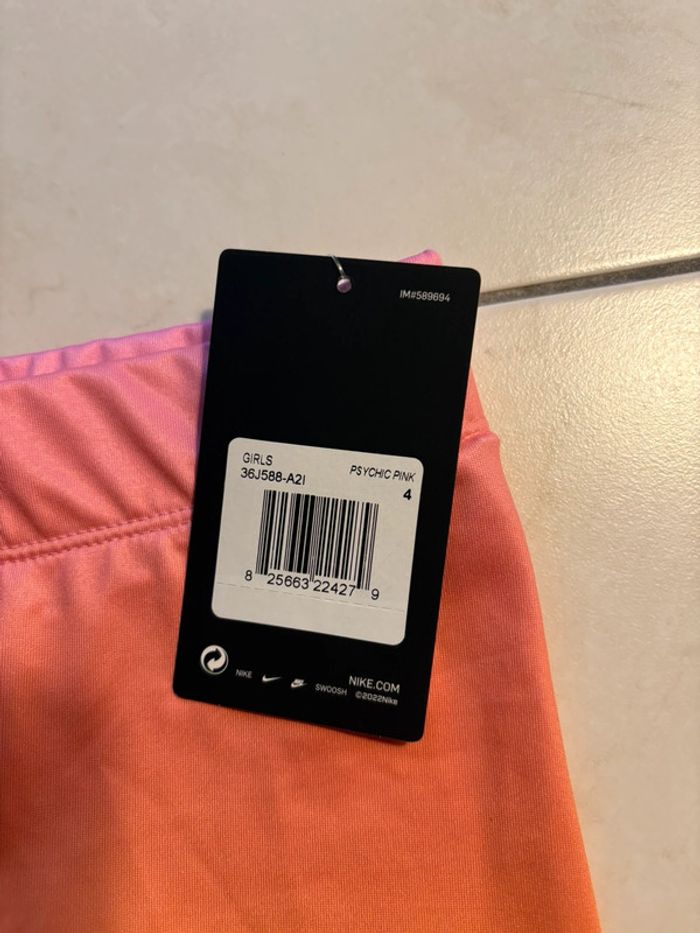 IM#589694
GIRLS
36J588-A2I
PSYCHIC PINK
4
8 25663 22427 9
NIKE
SWOOSH
NIKE.COM
©2022Nike